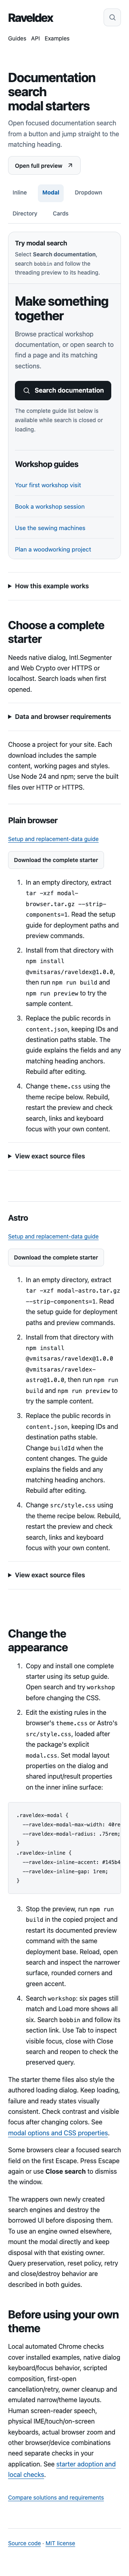 Raveldex
Guides API Examples
Documentation
search
modal starters
Open focused documentation search
from a button and jump straight to the
matching heading.
Open full preview ↗
Inline Modal Dropdown
Directory Cards
Try modal search
Select Search documentation,
search bobbin and follow the
threading preview to its heading.
Make something
together
Browse practical workshop
documentation, or open search to
find a page and its matching
sections.
Search documentation
The complete guide list below is
available while search is closed or
loading.
Workshop guides
Your first workshop visit
Book a workshop session
Use the sewing machines
Plan a woodworking project
▶ How this example works
Choose a complete
starter
Needs native dialog, Intl.Segmenter
and Web Crypto over HTTPS or
localhost. Search loads when first
opened.
▶ Data and browser requirements
Choose a project for your site. Each
download includes the sample
content, working pages and styles.
Use Node 24 and npm; serve the built
files over HTTP or HTTPS.
Plain browser
Setup and replacement-data guide
Download the complete starter
1. In an empty directory, extract
tar -xzf modal-
browser.tar.gz --strip-
components=1. Read the setup
guide for deployment paths and
preview commands.
2. Install from that directory with
npm install
@vmitsaras/raveldex@1.0.0,
then run npm run build and
npm run preview to try the
sample content.
3. Replace the public records in
content.json, keeping IDs and
destination paths stable. The
guide explains the fields and any
matching heading anchors.
Rebuild after editing.
4. Change theme.css using the
theme recipe below. Rebuild,
restart the preview and check
search, links and keyboard
focus with your own content.
▶ View exact source files
Astro
Setup and replacement-data guide
Download the complete starter
1. In an empty directory, extract
tar -xzf modal-astro.tar.gz
--strip-components=1. Read
the setup guide for deployment
paths and preview commands.
2. Install from that directory with
npm install
@vmitsaras/raveldex@1.0.0
@vmitsaras/raveldex-
astro@1.0.0, then run npm run
build and npm run preview to
try the sample content.
3. Replace the public records in
content.json, keeping IDs and
destination paths stable.
Change buildId when the
content changes. The guide
explains the fields and any
matching heading anchors.
Rebuild after editing.
4. Change src/style.css using
the theme recipe below. Rebuild,
restart the preview and check
search, links and keyboard
focus with your own content.
▶ View exact source files
Change the
appearance
1. Copy and install one complete
starter using its setup guide.
Open search and try workshop
before changing the CSS.
2. Edit the existing rules in the
browser's theme.css or Astro's
src/style.css, loaded after
the package's explicit
modal.css. Set modal layout
properties on the dialog and
shared input/result properties
on the inner inline surface:
.raveldex-modal {
--raveldex-modal-max-width: 40re
--raveldex-modal-radius: .75rem;
}
.raveldex-inline {
--raveldex-inline-accent: #145b4
--raveldex-inline-gap: 1rem;
}
3. Stop the preview, run npm run
build in the copied project and
restart its documented preview
command with the same
deployment base. Reload, open
search and inspect the narrower
surface, rounded corners and
green accent.
4. Search workshop: six pages still
match and Load more shows all
six. Search bobbin and follow its
section link. Use Tab to inspect
visible focus, close with Close
search and reopen to check the
preserved query.
The starter theme files also style the
authored loading dialog. Keep loading,
failure and ready states visually
consistent. Check contrast and visible
focus after changing colors. See
modal options and CSS properties.
Some browsers clear a focused search
field on the first Escape. Press Escape
again or use Close search to dismiss
the window.
The wrappers own newly created
search engines and destroy the
borrowed UI before disposing them.
To use an engine owned elsewhere,
mount the modal directly and keep
disposal with that existing owner.
Query preservation, reset policy, retry
and close/destroy behavior are
described in both guides.
Before using your own
theme
Local automated Chrome checks
cover installed examples, native dialog
keyboard/focus behavior, scripted
composition, first-open
cancellation/retry, owner cleanup and
emulated narrow/theme layouts.
Human screen-reader speech,
physical IME/touch/on-screen
keyboards, actual browser zoom and
other browser/device combinations
need separate checks in your
application. See starter adoption and
local checks.
Compare solutions and requirements
Source code · MIT license